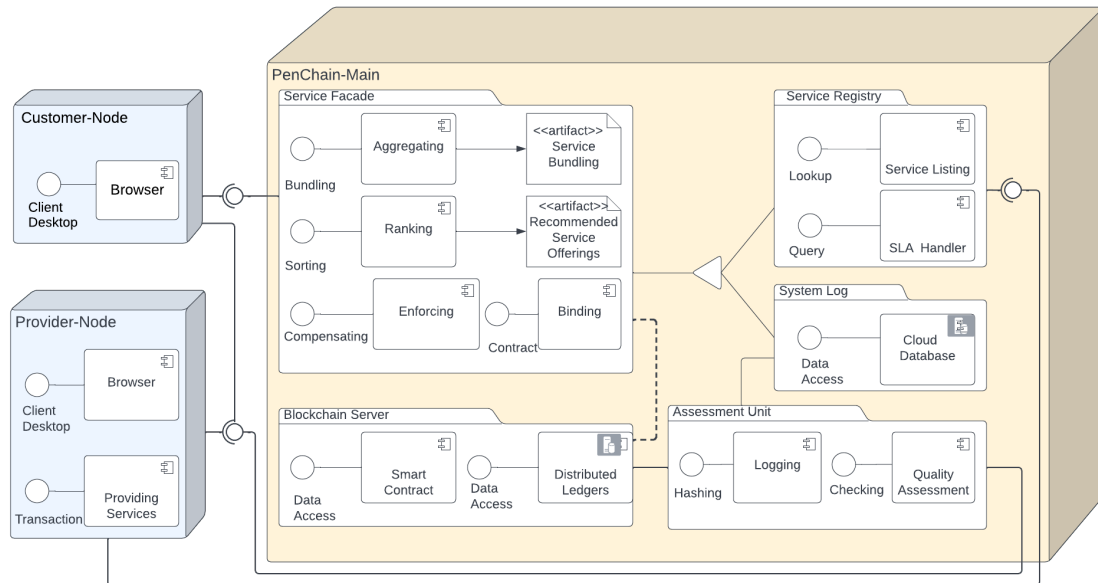 PenChain-Main
Customer-Node
Browser
Client
Desktop
Provider-Node
Browser
Client
Desktop
Transaction
Providing
Services
Service Facade
Bundling
Aggregating
<<artifact>>
Service
Bundling
Sorting
Ranking
<<artifact>>
Recommended
Service
Offerings
Compensating
Enforcing
Contract
Binding
Service Registry
Lookup
Service Listing
Query
SLA Handler
System Log
Data
Access
Cloud
Database
Blockchain Server
Data
Access
Smart
Contract
Data
Access
Distributed
Ledgers
Assessment Unit
Hashing
Logging
Checking
Quality
Assessment